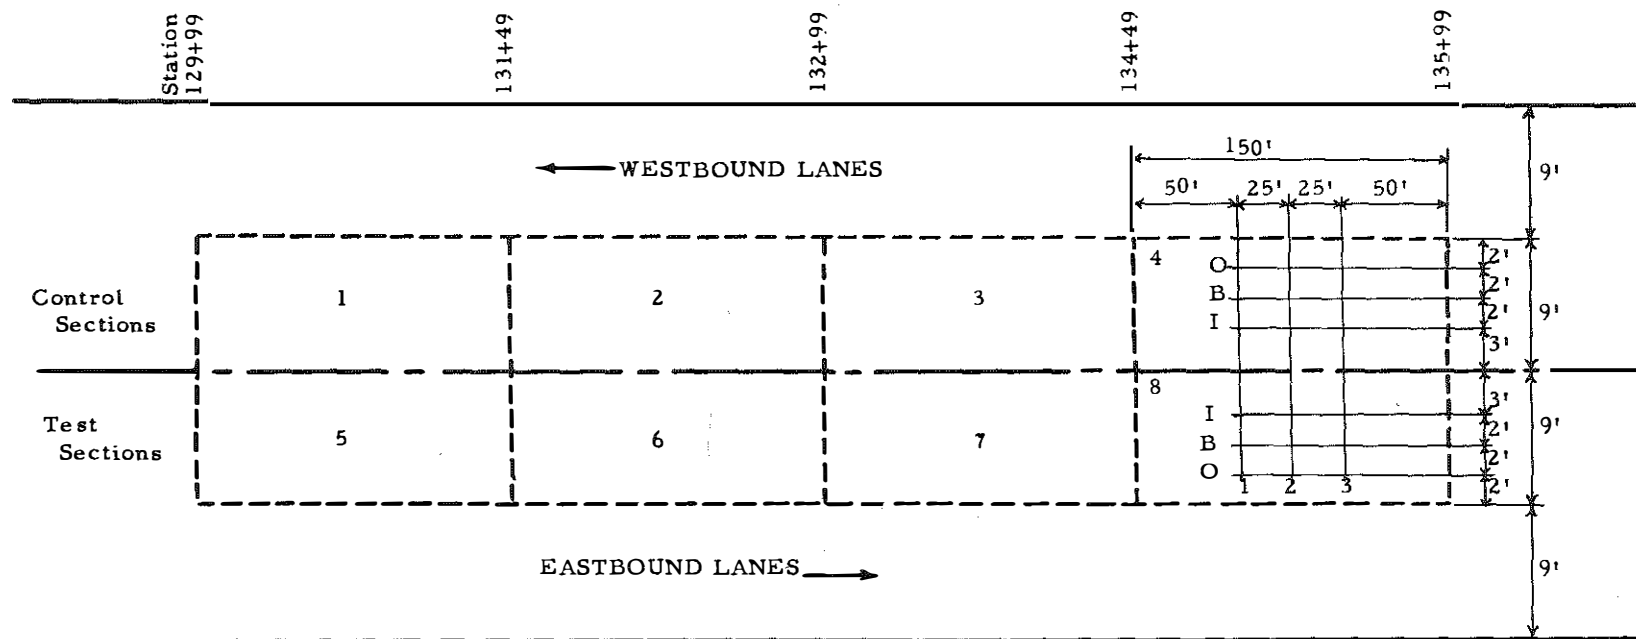 Station
129+99
131+49
132+99
134+49
135+99
WESTBOUND LANES
150'
50' 25' 25' 50'
9'
Control
Sections
1
2
3
4
O
B
I
2'
2'
2'
3'
9'
Test
Sections
5
6
7
8
I
B
O
1 2 3
3'
2'
2'
2'
9'
EASTBOUND LANES
9'